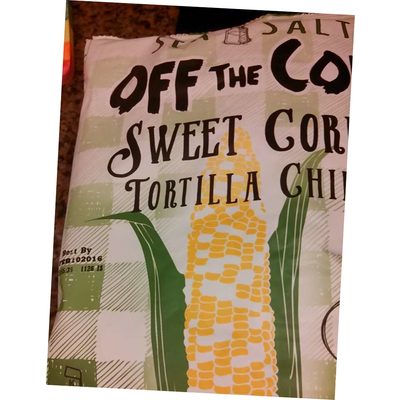 SEA SALT
OFF THE CO
SWEET COR
TORTILLA CHI
Best By